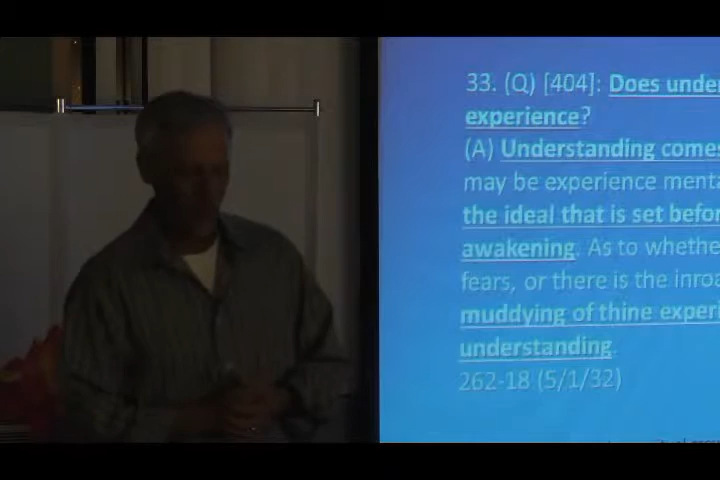 33. (Q) [404]: Does unde
experience?
(A) Understanding comes
may be experience menta
the ideal that is set befor
awakening. As to whethe
fears, or there is the inroa
muddying of thine experi
understanding.
262-18 (5/1/32)